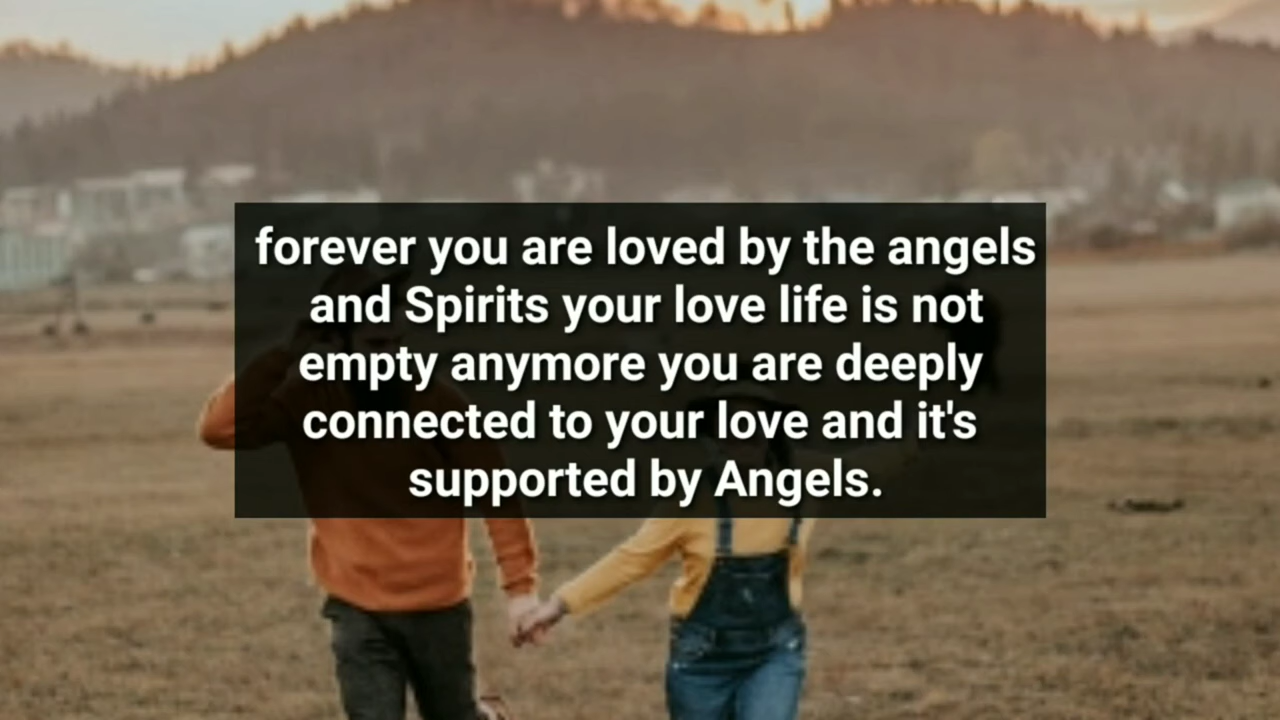 forever you are loved by the angels
and Spirits your love life is not
empty anymore you are deeply
connected to your love and it's
supported by Angels.